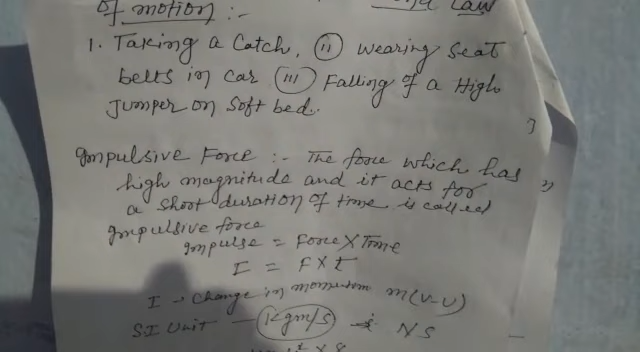 of motion :- Law
1. Taking a Catch, (ii) wearing seat
belts in car (iii) Falling of a High
Jumper on soft bed..
Impulsive Force :- The force which has
high magnitude and it acts for
a short duration of time is called
Impulsive force
Impulse = Force X Time
I = F X t
I → Change in momentum m(v-u)
S.I Unit - Kgm/s NS